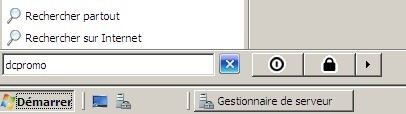 Rechercher partout
Rechercher sur Internet
dcpromo
Démarrer
Gestionnaire de serveur